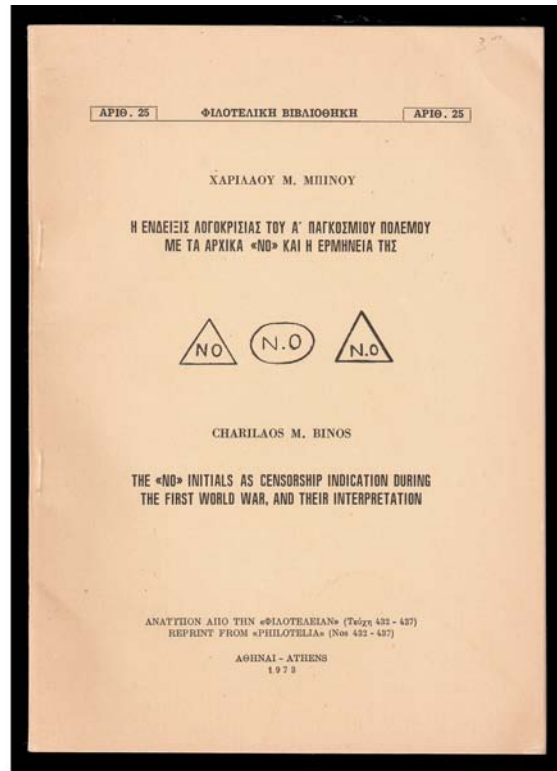 ΑΡΙΘ. 25 ΦΙΛΟΤΕΛΙΚΗ ΒΙΒΛΙΟΘΗΚΗ ΑΡΙΘ. 25
ΧΑΡΙΛΑΟΥ Μ. ΜΠΙΝΟΥ
Η ΕΝΔΕΙΞΙΣ ΛΟΓΟΚΡΙΣΙΑΣ ΤΟΥ Α΄ ΠΑΓΚΟΣΜΙΟΥ ΠΟΛΕΜΟΥ
ΜΕ ΤΑ ΑΡΧΙΚΑ «ΝΟ» ΚΑΙ Η ΕΡΜΗΝΕΙΑ ΤΗΣ
NO N.O N.O
CHARILAOS M. BINOS
THE «NO» INITIALS AS CENSORSHIP INDICATION DURING
THE FIRST WORLD WAR, AND THEIR INTERPRETATION
ΑΝΑΤΥΠΟΝ ΑΠΟ ΤΗΝ «ΦΙΛΟΤΕΛΕΙΑΝ» (Τεύχη 432 - 437)
REPRINT FROM «PHILOTELIA» (Nos 432 - 437)
ΑΘΗΝΑΙ - ATHENS
1973